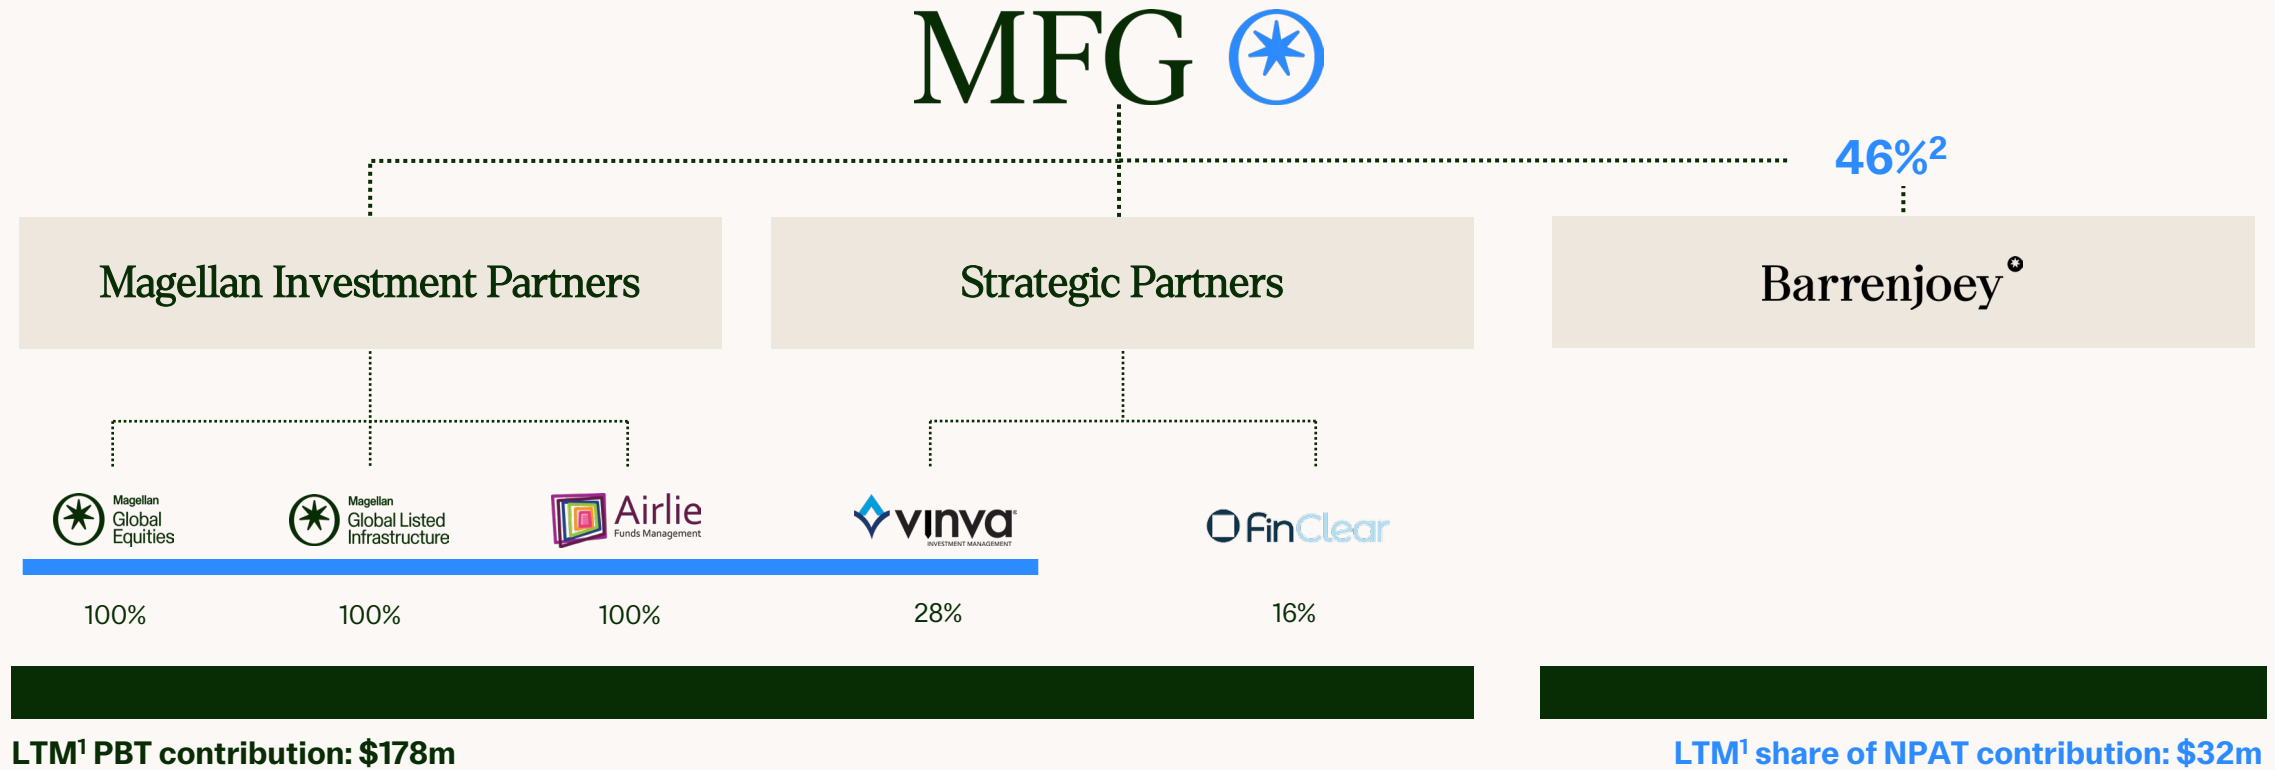 MFG
46%²
Magellan Investment Partners
Strategic Partners
Barrenjoey
Magellan
Global
Equities
Magellan
Global Listed
Infrastructure
Airlie
Funds Management
vinva
INVESTMENT MANAGEMENT
FinClear
100%
100%
100%
28%
16%
LTM¹ PBT contribution: $178m
LTM¹ share of NPAT contribution: $32m